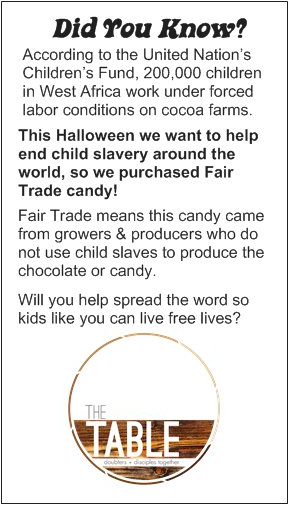 Did You Know?
According to the United Nation's
Children's Fund, 200,000 children
in West Africa work under forced
labor conditions on cocoa farms.
This Halloween we want to help
end child slavery around the
world, so we purchased Fair
Trade candy!
Fair Trade means this candy came
from growers & producers who do
not use child slaves to produce the
chocolate or candy.
Will you help spread the word so
kids like you can live free lives?
THE
TABLE
doubters + disciples together